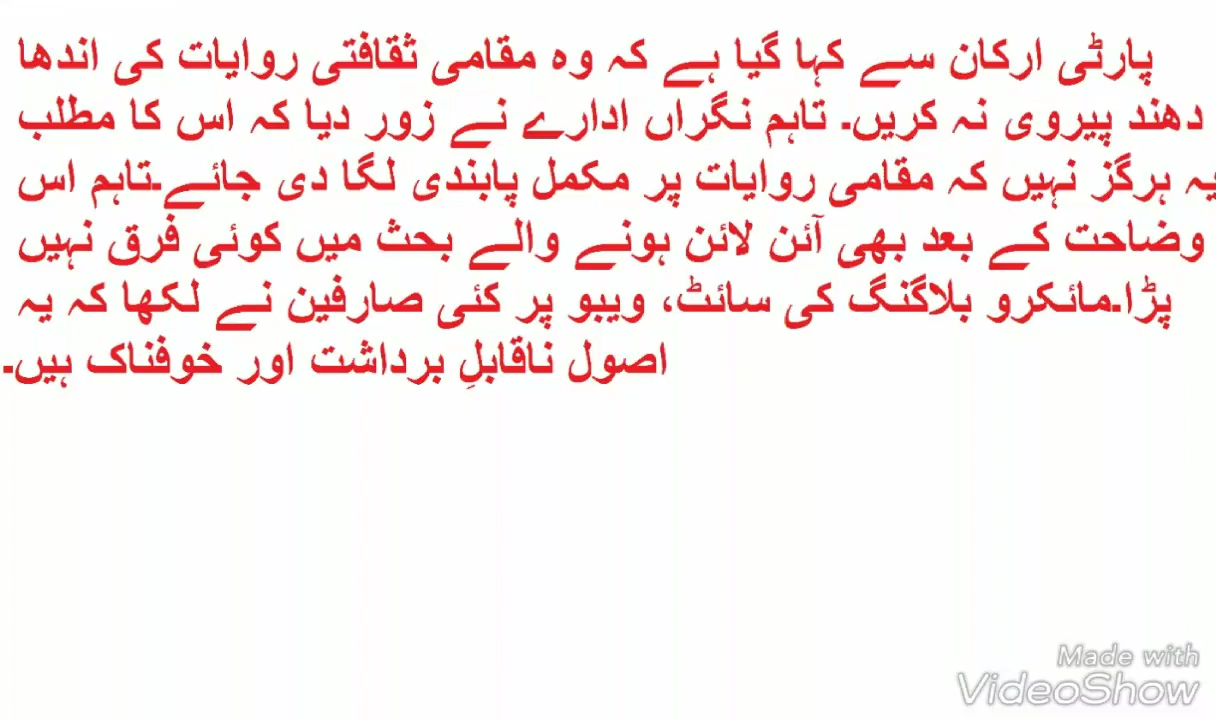 پارٹی ارکان سے کہا گیا ہے کہ وہ مقامی ثقافتی روایات کی اندھا
دھند پیروی نہ کریں۔ تاہم نگراں ادارے نے زور دیا کہ اس کا مطلب
یہ ہرگز نہیں کہ مقامی روایات پر مکمل پابندی لگا دی جائے۔تاہم اس
وضاحت کے بعد بھی آئن لائن ہونے والے بحث میں کوئی فرق نہیں
پڑا۔مائکرو بلاگنگ کی سائٹ، ویبو پر کئی صارفین نے لکھا کہ یہ
اصول ناقابلِ برداشت اور خوفناک ہیں۔
Made with
VideoShow